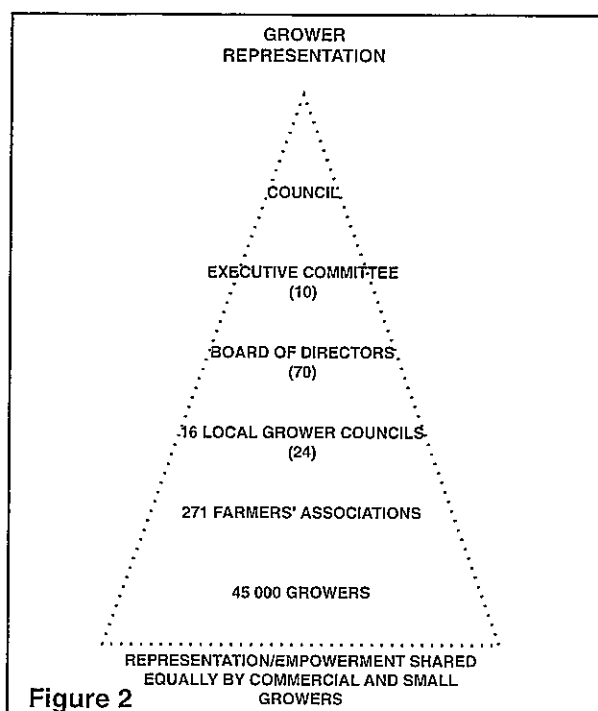 GROWER
REPRESENTATION
COUNCIL
EXECUTIVE COMMITTEE
(10)
BOARD OF DIRECTORS
(70)
16 LOCAL GROWER COUNCILS
(24)
271 FARMERS' ASSOCIATIONS
45 000 GROWERS
REPRESENTATION/EMPOWERMENT SHARED
EQUALLY BY COMMERCIAL AND SMALL
GROWERS
Figure 2